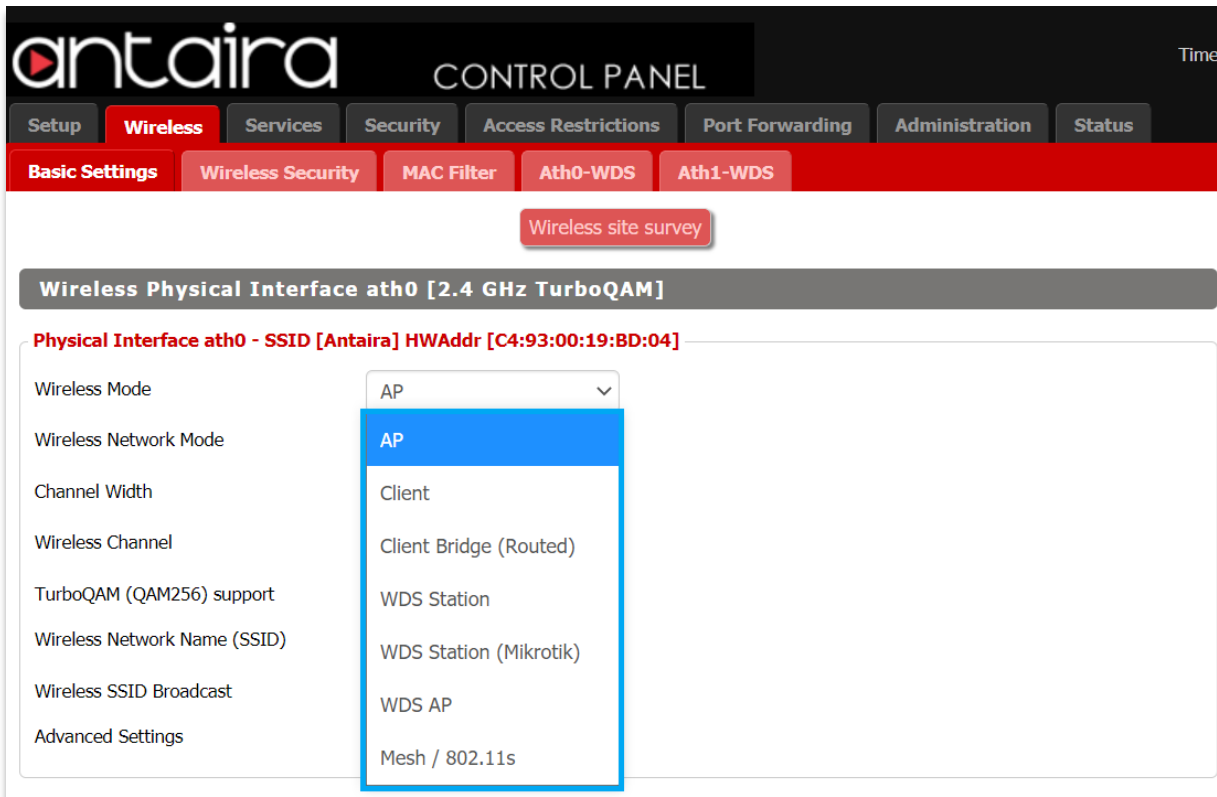 antaira CONTROL PANEL
Time
Setup Wireless Services Security Access Restrictions Port Forwarding Administration Status
Basic Settings Wireless Security MAC Filter Ath0-WDS Ath1-WDS
Wireless site survey
Wireless Physical Interface ath0 [2.4 GHz TurboQAM]
Physical Interface ath0 - SSID [Antaira] HWAddr [C4:93:00:19:BD:04]
Wireless Mode AP
Wireless Network Mode AP
Channel Width Client
Wireless Channel Client Bridge (Routed)
TurboQAM (QAM256) support WDS Station
Wireless Network Name (SSID) WDS Station (Mikrotik)
Wireless SSID Broadcast WDS AP
Advanced Settings Mesh / 802.11s